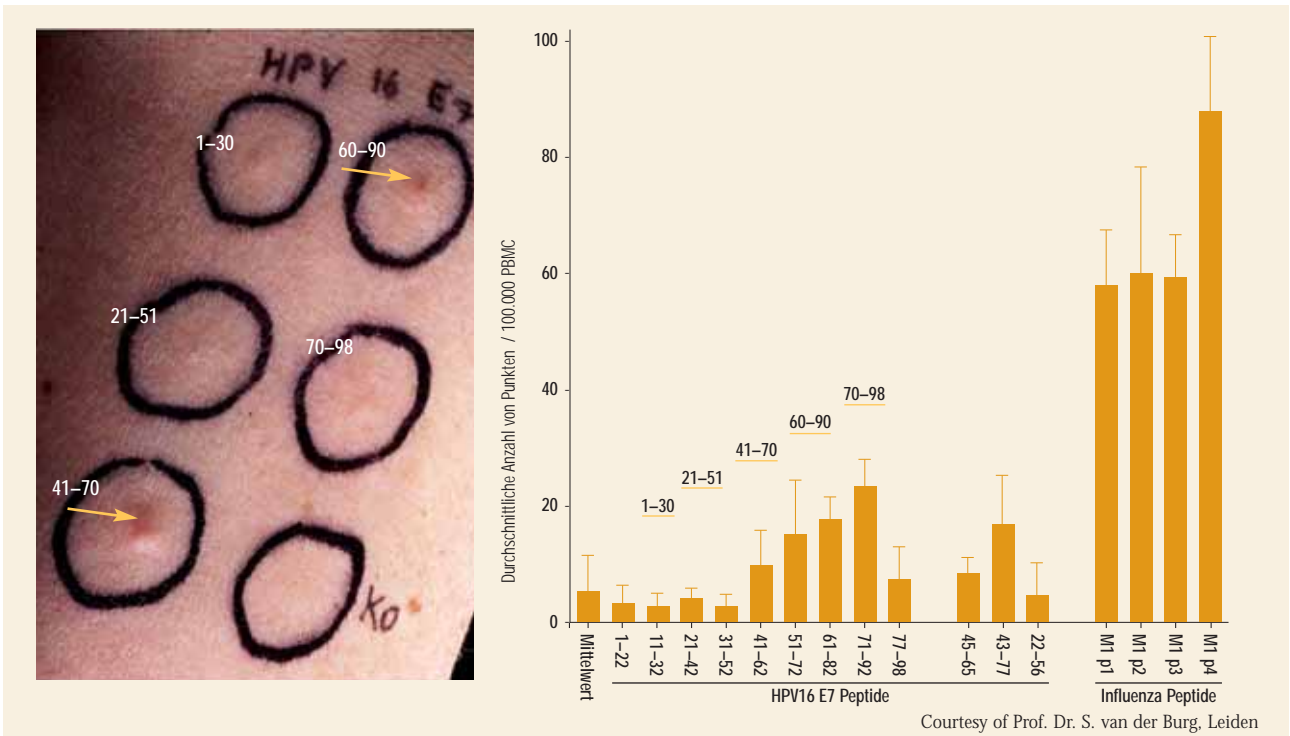 HPV 16 E7
1–30
60–90
21–51
70–98
41–70
Ko
Durchschnittliche Anzahl von Punkten / 100.000 PBMC
100
80
60
40
20
0
70–98
60–90
41–70
21–51
1–30
Mittelwert
1–22
11–32
21–42
31–52
41–62
51–72
61–82
71–92
77–98
45–65
43–77
22–56
M1 p1
M1 p2
M1 p3
M1 p4
HPV16 E7 Peptide
Influenza Peptide
Courtesy of Prof. Dr. S. van der Burg, Leiden